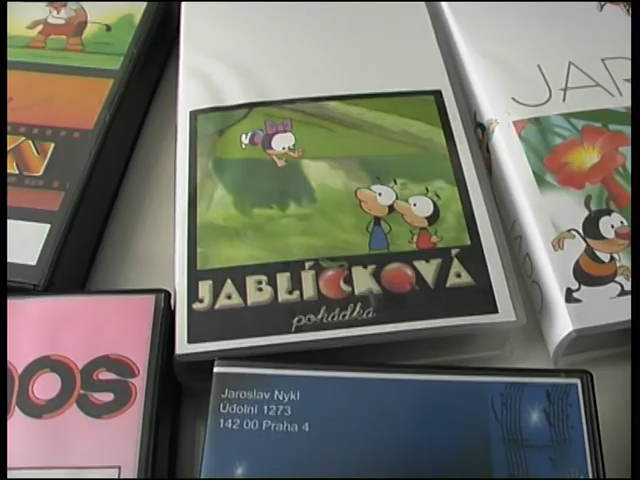 JABLÍČKOVÁ
pohádka
JAR
OS
Jaroslav Nykl
Údolní 1273
142 00 Praha 4